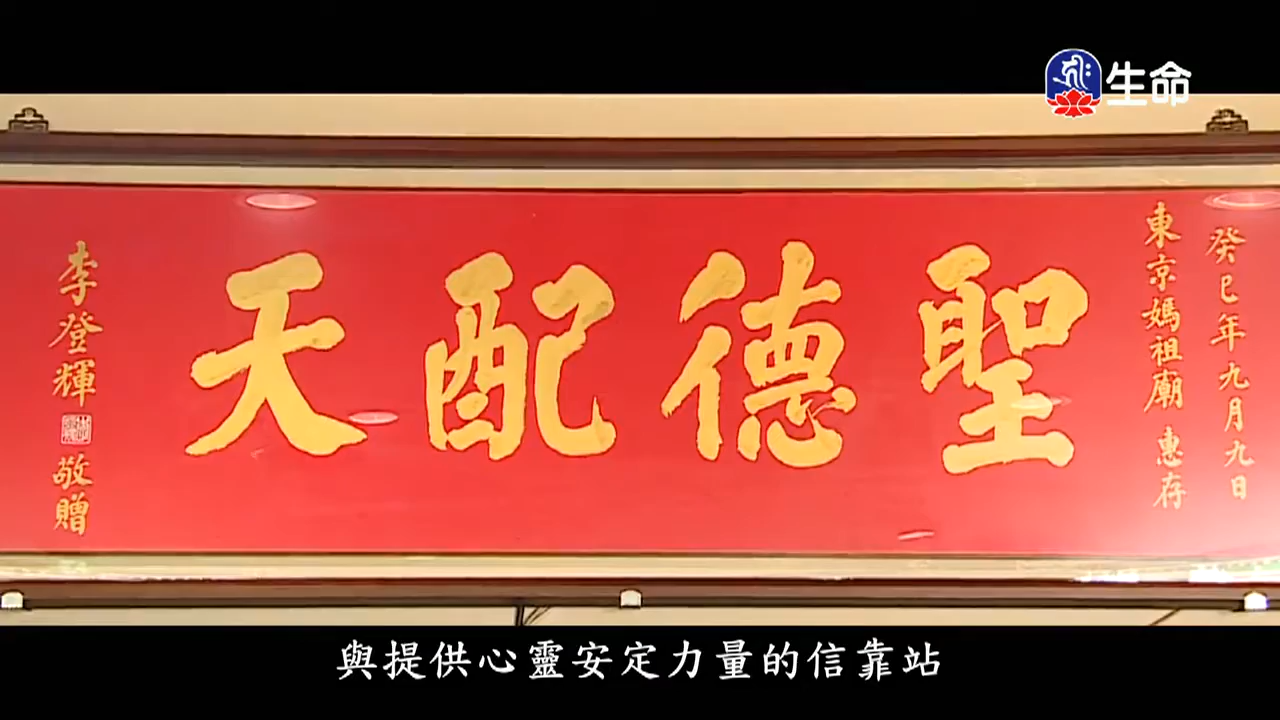 生命
癸巳年九月九日
東京媽祖廟 惠存
聖德配天
李登輝 敬贈
與提供心靈安定力量的信靠站